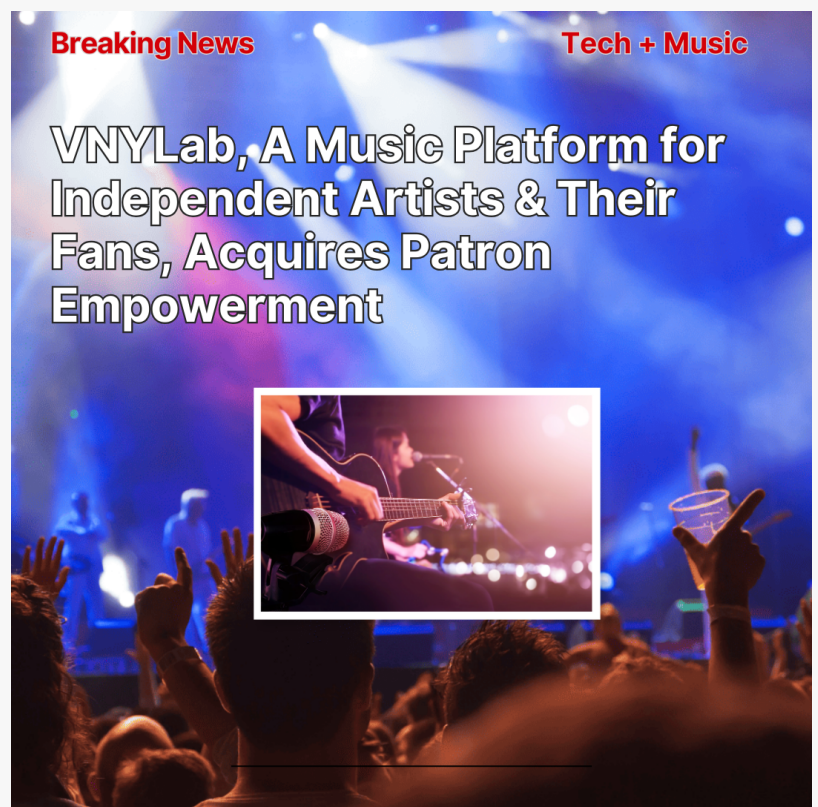 Breaking News
Tech + Music
VNYLab, A Music Platform for
Independent Artists & Their
Fans, Acquires Patron
Empowerment